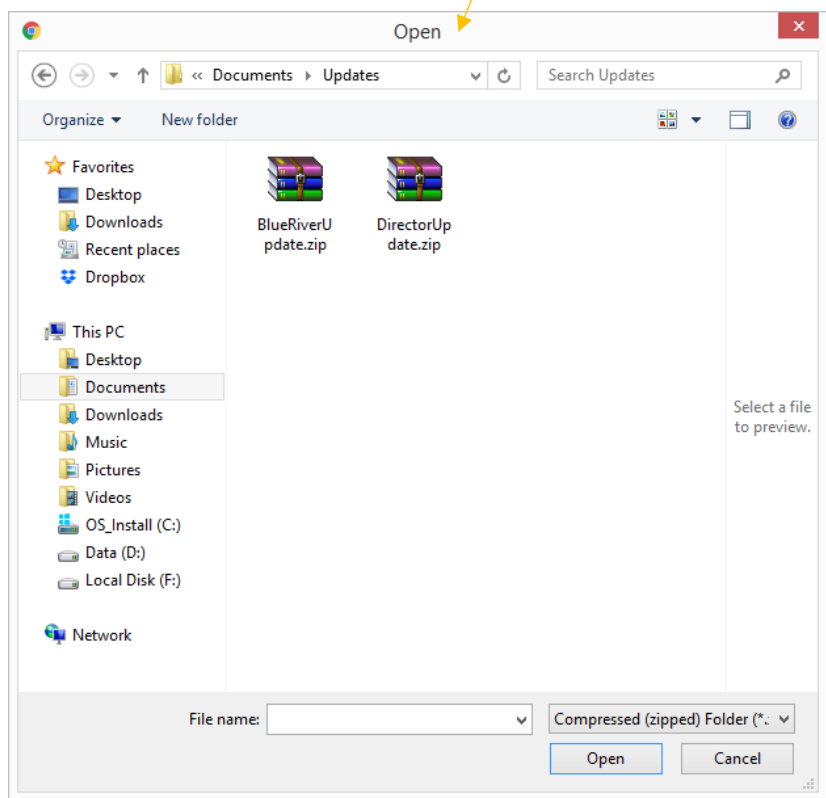 Open
« Documents Updates
Search Updates
Organize
New folder
Favorites
Desktop
Downloads
Recent places
Dropbox
This PC
Desktop
Documents
Downloads
Music
Pictures
Videos
OS_Install (C:)
Data (D:)
Local Disk (F:)
Network
BlueRiverU
pdate.zip
DirectorUp
date.zip
Select a file
to preview.
File name:
Compressed (zipped) Folder (*.
Open
Cancel